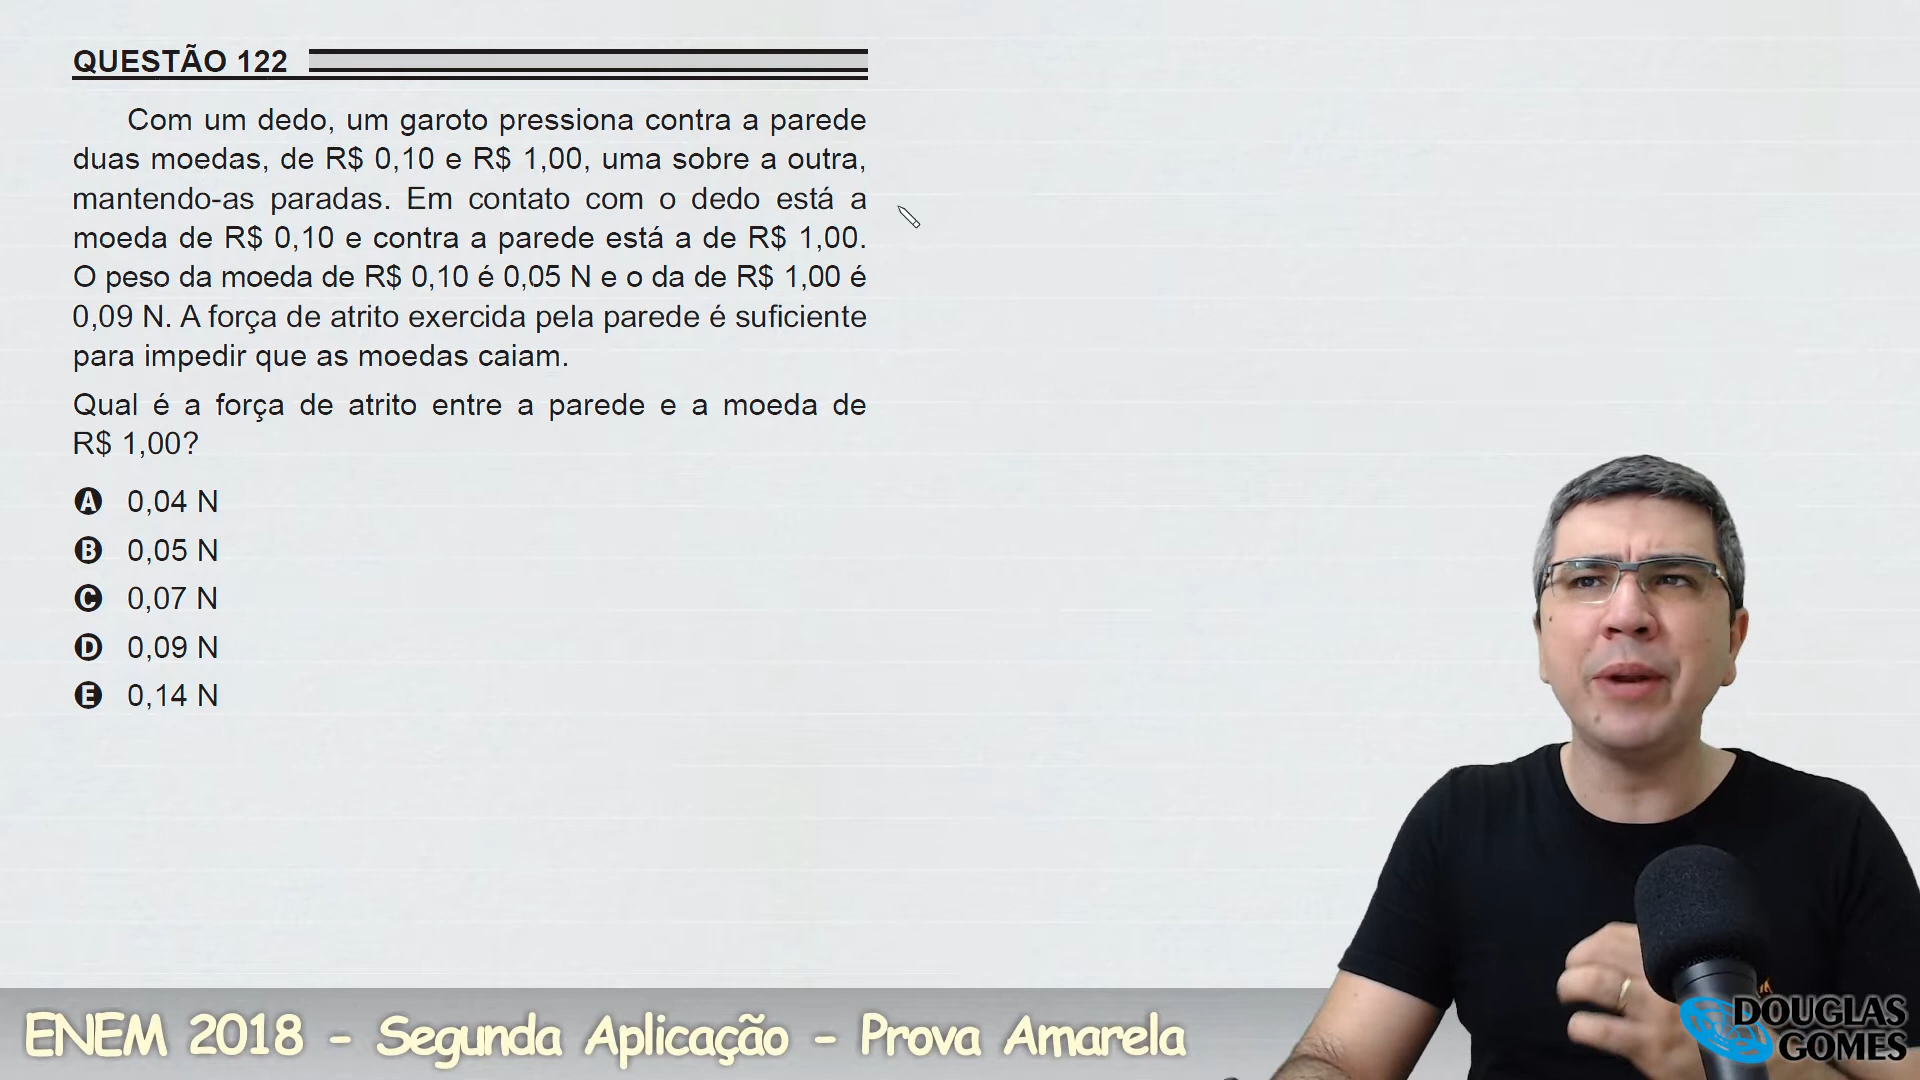 QUESTÃO 122
Com um dedo, um garoto pressiona contra a parede
duas moedas, de R$ 0,10 e R$ 1,00, uma sobre a outra,
mantendo-as paradas. Em contato com o dedo está a
moeda de R$ 0,10 e contra a parede está a de R$ 1,00.
O peso da moeda de R$ 0,10 é 0,05 N e o da de R$ 1,00 é
0,09 N. A força de atrito exercida pela parede é suficiente
para impedir que as moedas caiam.
Qual é a força de atrito entre a parede e a moeda de
R$ 1,00?
A 0,04 N
B 0,05 N
C 0,07 N
D 0,09 N
E 0,14 N
ENEM 2018 - Segunda Aplicação - Prova Amarela
DOUGLAS
GOMES